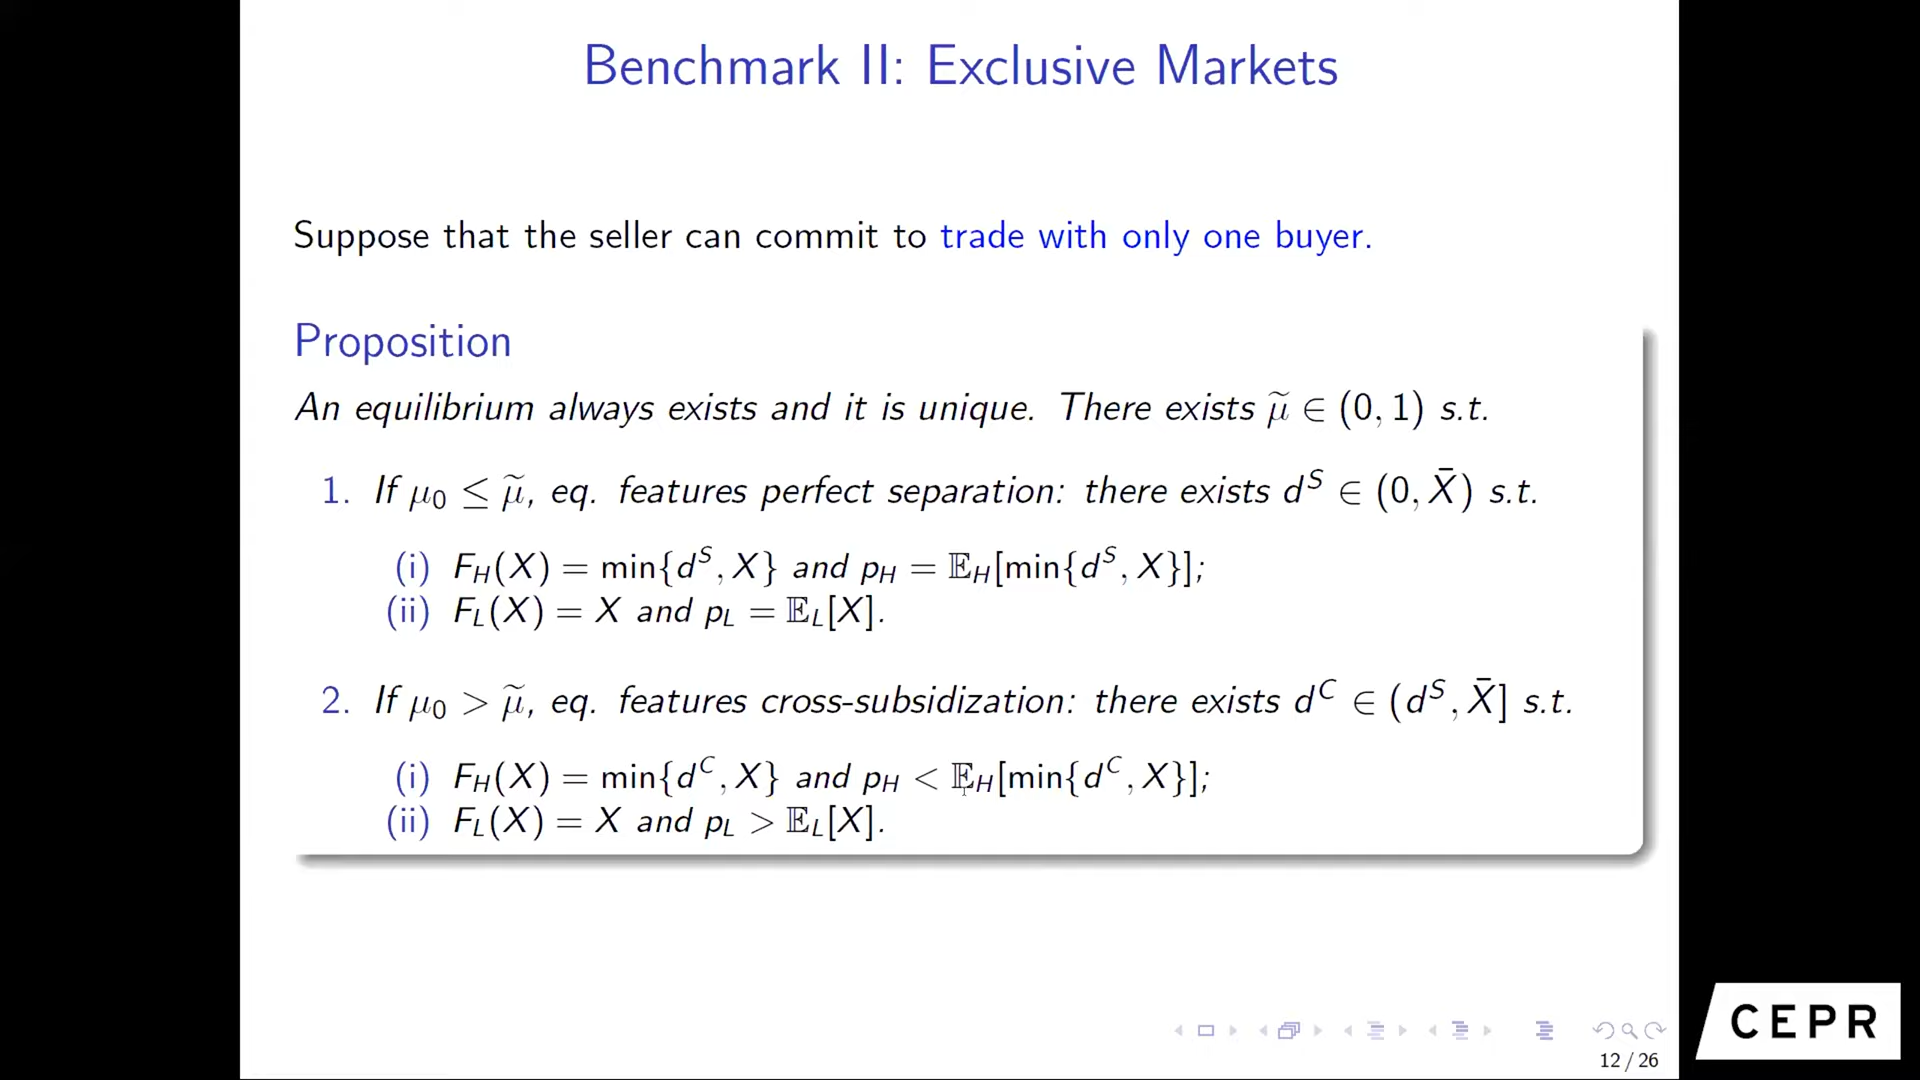 Benchmark II: Exclusive Markets
Suppose that the seller can commit to trade with only one buyer.
Proposition
An equilibrium always exists and it is unique. There exists μ̃ ∈ (0, 1) s.t.
1. If μ₀ ≤ μ̃, eq. features perfect separation: there exists d^S ∈ (0, X̄) s.t.
(i) F_H(X) = min{d^S, X} and p_H = 𝔼_H[min{d^S, X}];
(ii) F_L(X) = X and p_L = 𝔼_L[X].
2. If μ₀ > μ̃, eq. features cross-subsidization: there exists d^C ∈ (d^S, X̄] s.t.
(i) F_H(X) = min{d^C, X} and p_H < 𝔼_H[min{d^C, X}];
(ii) F_L(X) = X and p_L > 𝔼_L[X].
12 / 26
CEPR